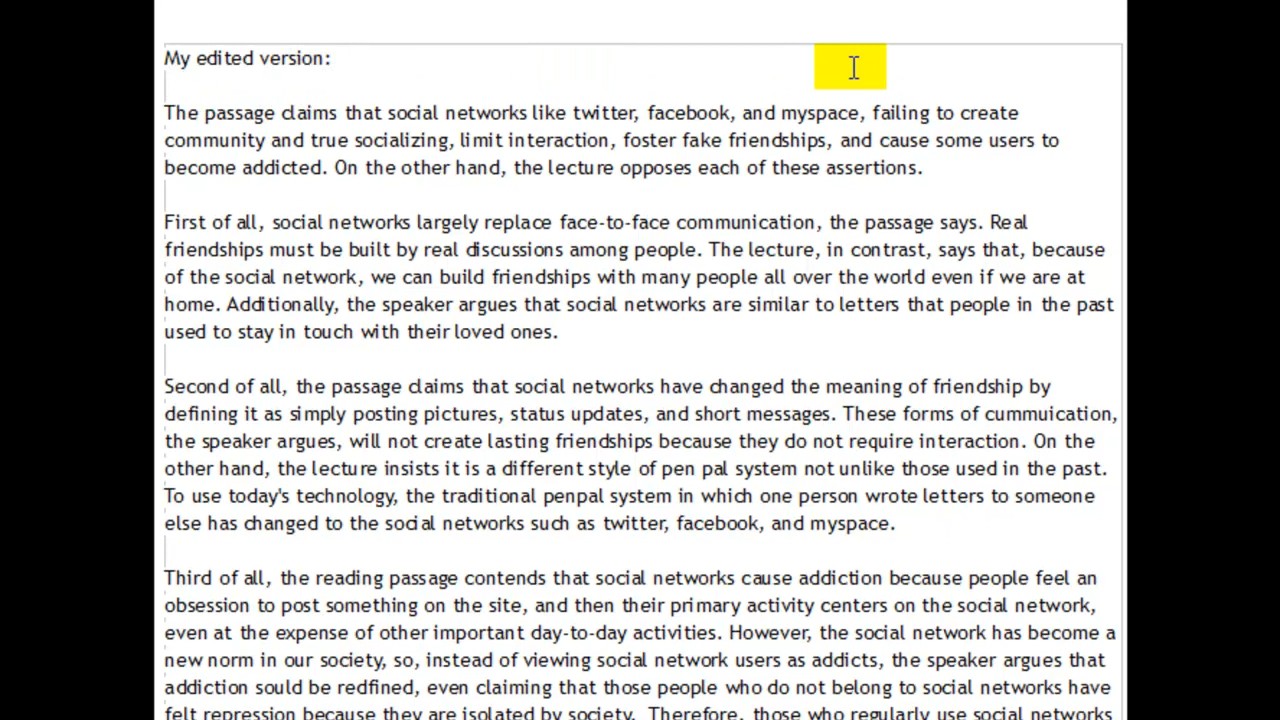 My edited version:
The passage claims that social networks like twitter, facebook, and myspace, failing to create
community and true socializing, limit interaction, foster fake friendships, and cause some users to
become addicted. On the other hand, the lecture opposes each of these assertions.
First of all, social networks largely replace face-to-face communication, the passage says. Real
friendships must be built by real discussions among people. The lecture, in contrast, says that, because
of the social network, we can build friendships with many people all over the world even if we are at
home. Additionally, the speaker argues that social networks are similar to letters that people in the past
used to stay in touch with their loved ones.
Second of all, the passage claims that social networks have changed the meaning of friendship by
defining it as simply posting pictures, status updates, and short messages. These forms of cummuication,
the speaker argues, will not create lasting friendships because they do not require interaction. On the
other hand, the lecture insists it is a different style of pen pal system not unlike those used in the past.
To use today's technology, the traditional penpal system in which one person wrote letters to someone
else has changed to the social networks such as twitter, facebook, and myspace.
Third of all, the reading passage contends that social networks cause addiction because people feel an
obsession to post something on the site, and then their primary activity centers on the social network,
even at the expense of other important day-to-day activities. However, the social network has become a
new norm in our society, so, instead of viewing social network users as addicts, the speaker argues that
addiction sould be redfined, even claiming that those people who do not belong to social networks have
felt repression because they are isolated by society. Therefore, those who regularly use social networks